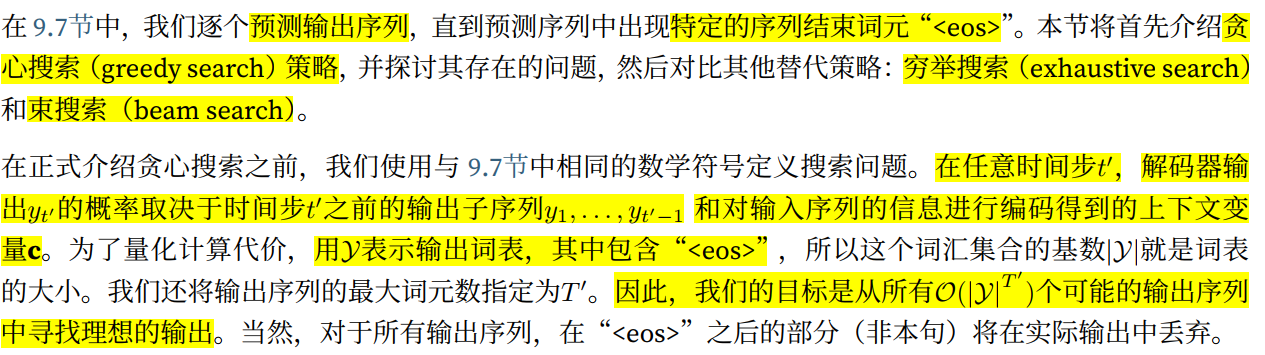 在 9.7节中，我们逐个预测输出序列，直到预测序列中出现特定的序列结束词元“<eos>”。本节将首先介绍贪
心搜索（greedy search）策略，并探讨其存在的问题，然后对比其他替代策略：穷举搜索（exhaustive search）
和束搜索（beam search）。
在正式介绍贪心搜索之前，我们使用与 9.7节中相同的数学符号定义搜索问题。在任意时间步t′，解码器输
出y_{t′}的概率取决于时间步t′之前的输出子序列y_1, . . . , y_{t′−1} 和对输入序列的信息进行编码得到的上下文变
量c。为了量化计算代价，用𝒴表示输出词表，其中包含“<eos>”，所以这个词汇集合的基数|𝒴|就是词表
的大小。我们还将输出序列的最大词元数指定为T′。因此，我们的目标是从所有𝒪(|𝒴|^{T′})个可能的输出序列
中寻找理想的输出。当然，对于所有输出序列，在“<eos>”之后的部分（非本句）将在实际输出中丢弃。